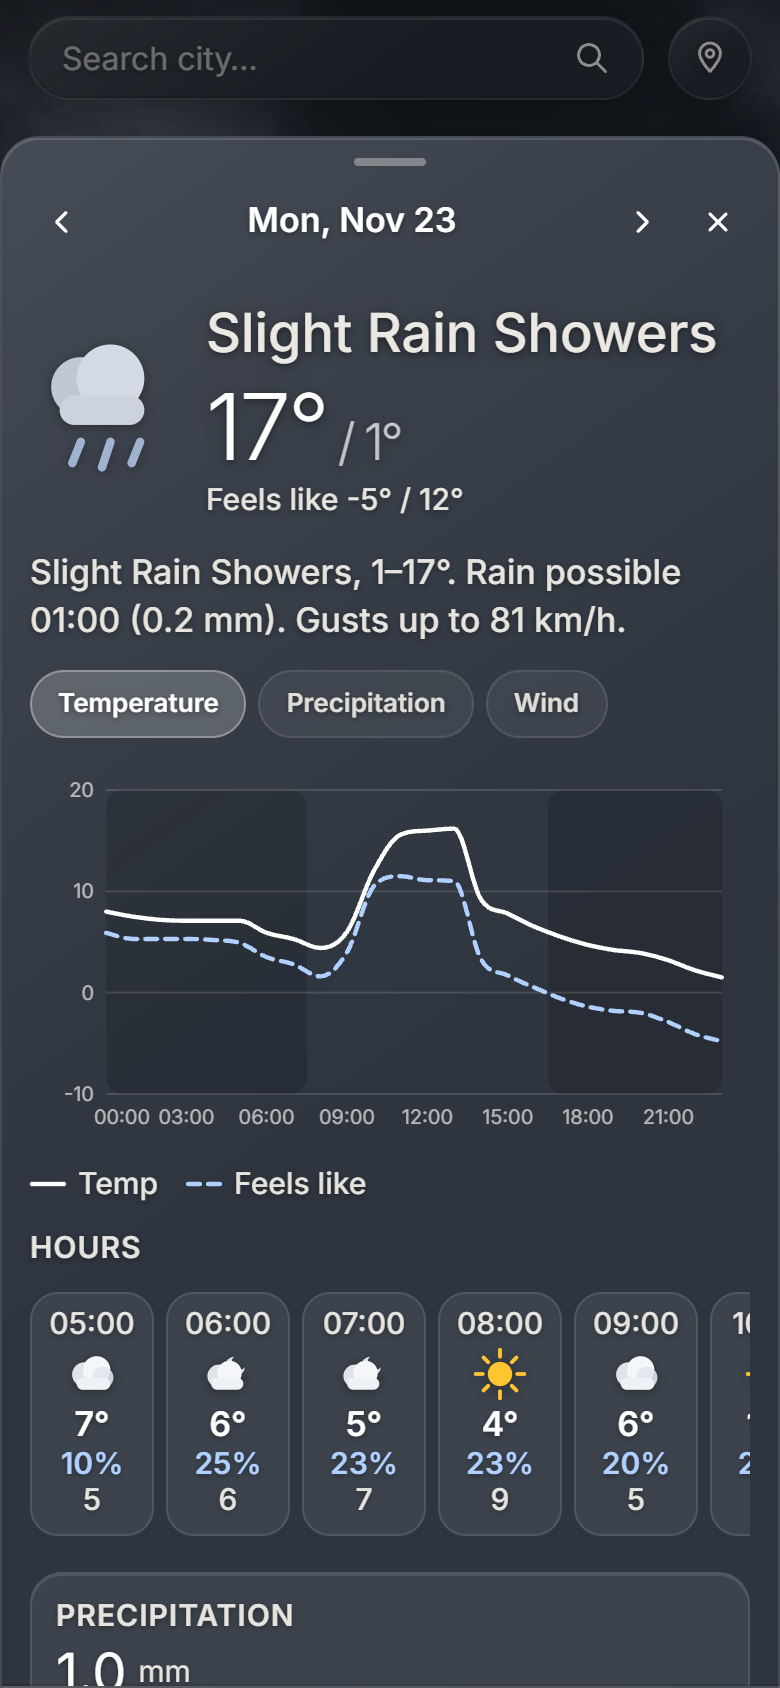 Search city...
Mon, Nov 23
Slight Rain Showers
17° / 1°
Feels like -5° / 12°
Slight Rain Showers, 1–17°. Rain possible
01:00 (0.2 mm). Gusts up to 81 km/h.
Temperature Precipitation Wind
20
10
0
-10
00:00 03:00 06:00 09:00 12:00 15:00 18:00 21:00
Temp Feels like
HOURS
05:00 06:00 07:00 08:00 09:00
7° 6° 5° 4° 6°
10% 25% 23% 23% 20%
5 6 7 9 5
PRECIPITATION
1.0 mm